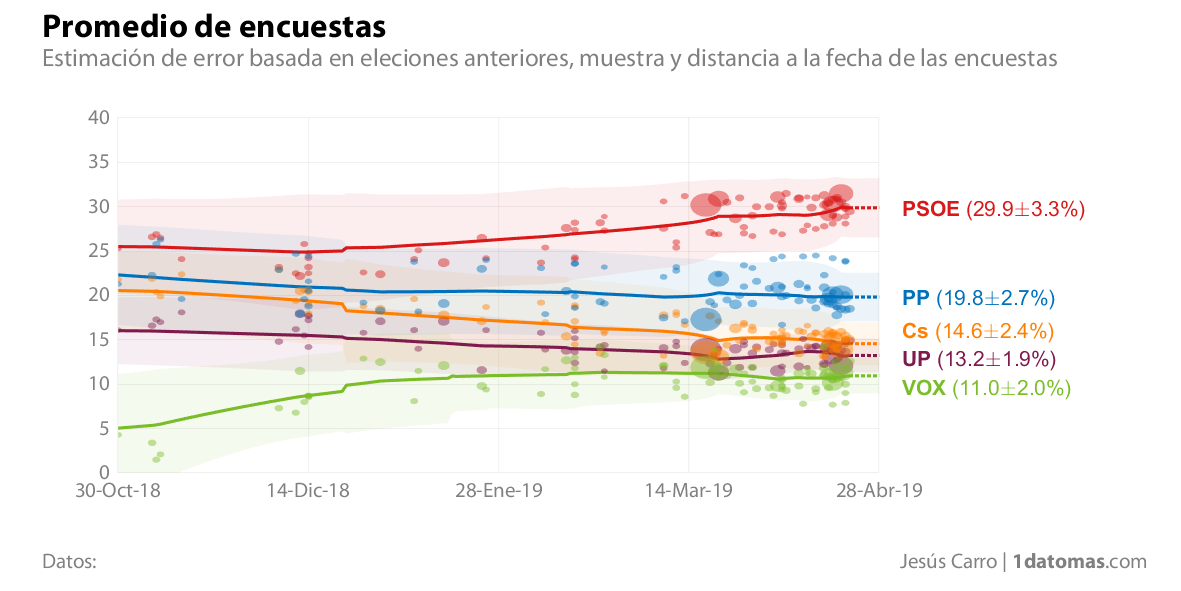 Promedio de encuestas
Estimación de error basada en eleciones anteriores, muestra y distancia a la fecha de las encuestas
40
35
30
25
20
15
10
5
0
30-Oct-18
14-Dic-18
28-Ene-19
14-Mar-19
28-Abr-19
PSOE (29.9±3.3%)
PP (19.8±2.7%)
Cs (14.6±2.4%)
UP (13.2±1.9%)
VOX (11.0±2.0%)
Datos:
Jesús Carro | 1datomas.com